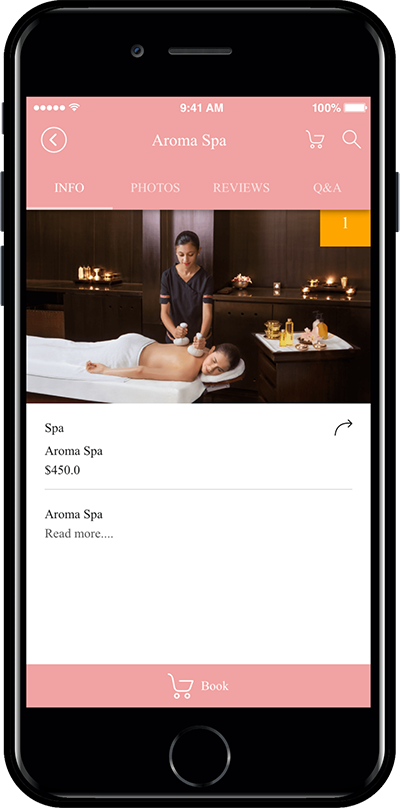 9:41 AM
100%
Aroma Spa
INFO
PHOTOS
REVIEWS
Q&A
1
Spa
Aroma Spa
$450.0
Aroma Spa
Read more....
Book